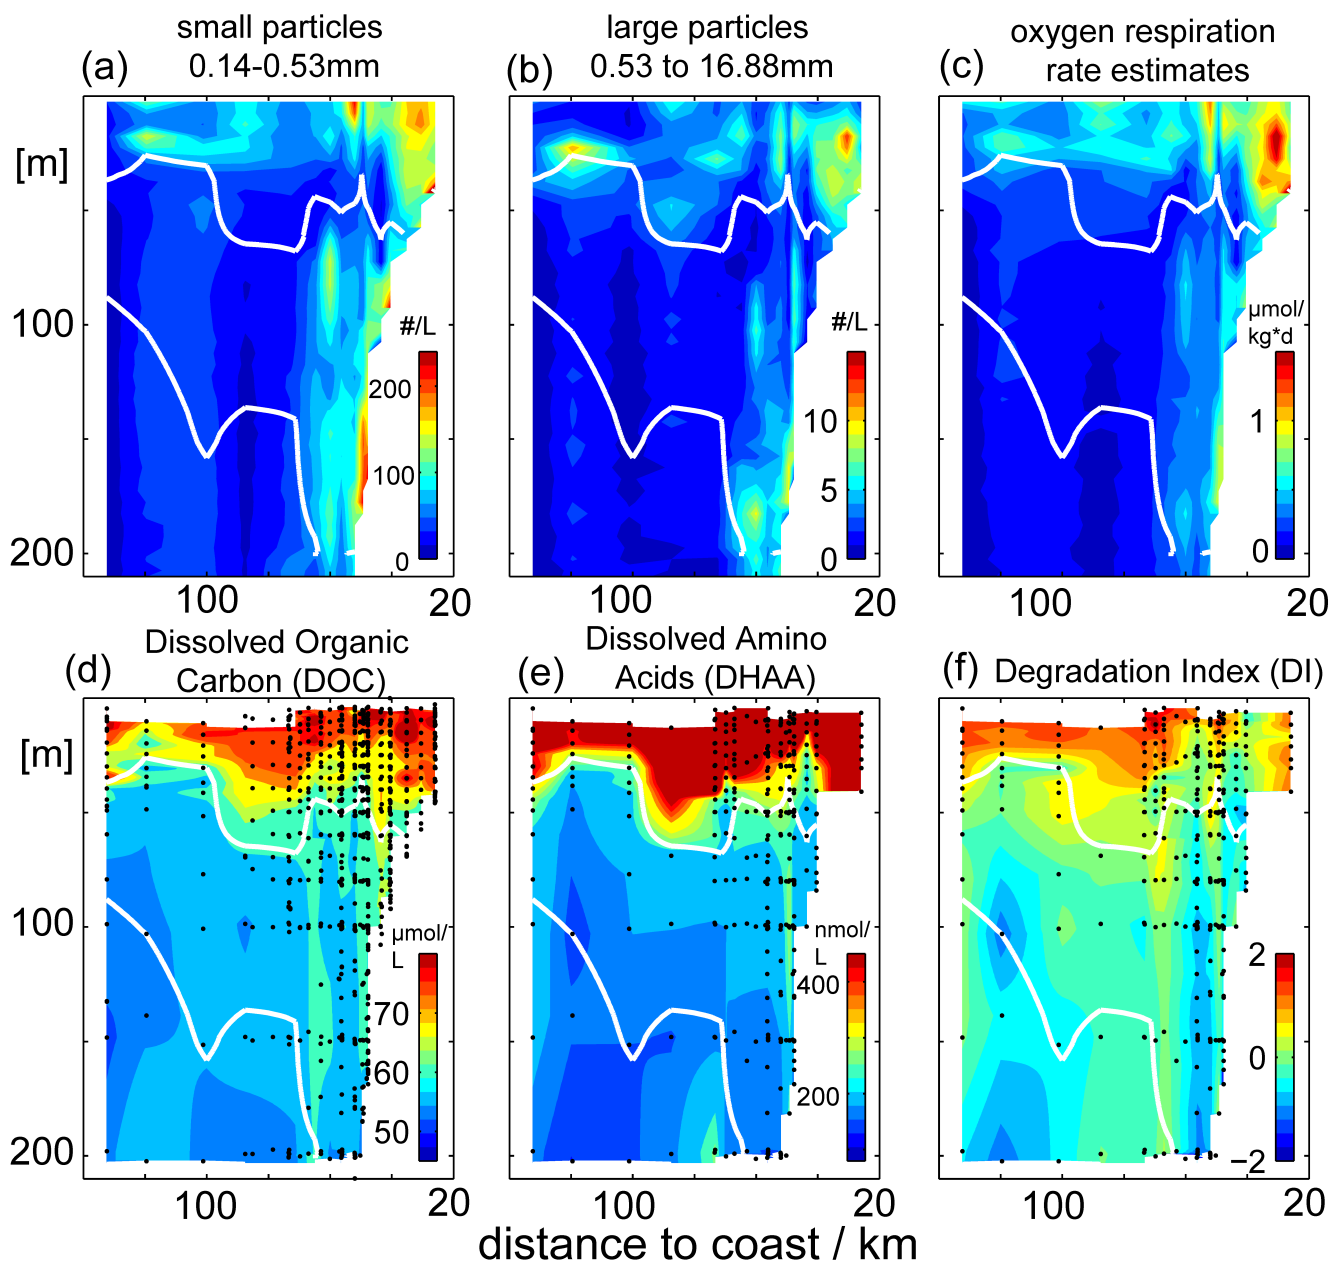 (a) small particles
0.14-0.53mm
(b) large particles
0.53 to 16.88mm
(c) oxygen respiration
rate estimates
[m]
100
200
#/L
200
100
0
100
20
#/L
10
5
0
100
20
µmol/
kg*d
1
0
100
20
(d) Dissolved Organic
Carbon (DOC)
(e) Dissolved Amino
Acids (DHAA)
(f) Degradation Index (DI)
[m]
100
200
µmol/
L
70
60
50
100
20
nmol/
L
400
200
100
20
2
0
−2
100
20
distance to coast / km